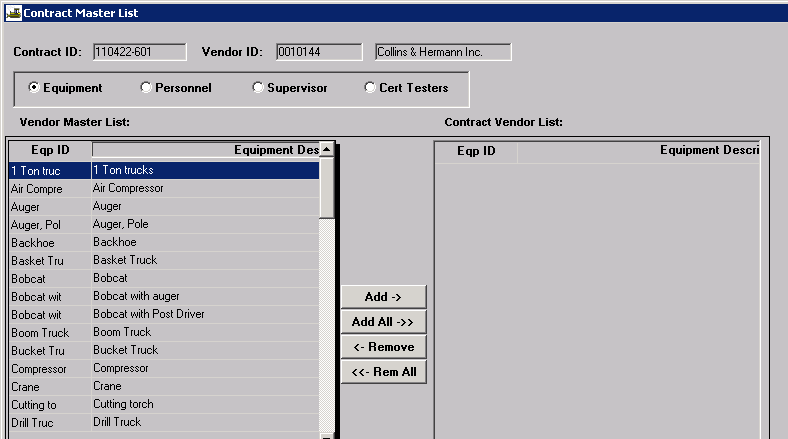 Contract Master List
Contract ID: 110422-601 Vendor ID: 0010144 Collins & Hermann Inc.
Equipment Personnel Supervisor Cert Testers
Vendor Master List: Contract Vendor List:
Eqp ID Equipment Des Eqp ID Equipment Descri
1 Ton truc 1 Ton trucks
Air Compre Air Compressor
Auger Auger
Auger, Pol Auger, Pole
Backhoe Backhoe
Basket Tru Basket Truck
Bobcat Bobcat
Bobcat wit Bobcat with auger
Add ->
Bobcat wit Bobcat with Post Driver
Add All ->>
Boom Truck Boom Truck
<- Remove
Bucket Tru Bucket Truck
Compressor Compressor
<<- Rem All
Crane Crane
Cutting to Cutting torch
Drill Truc Drill Truck